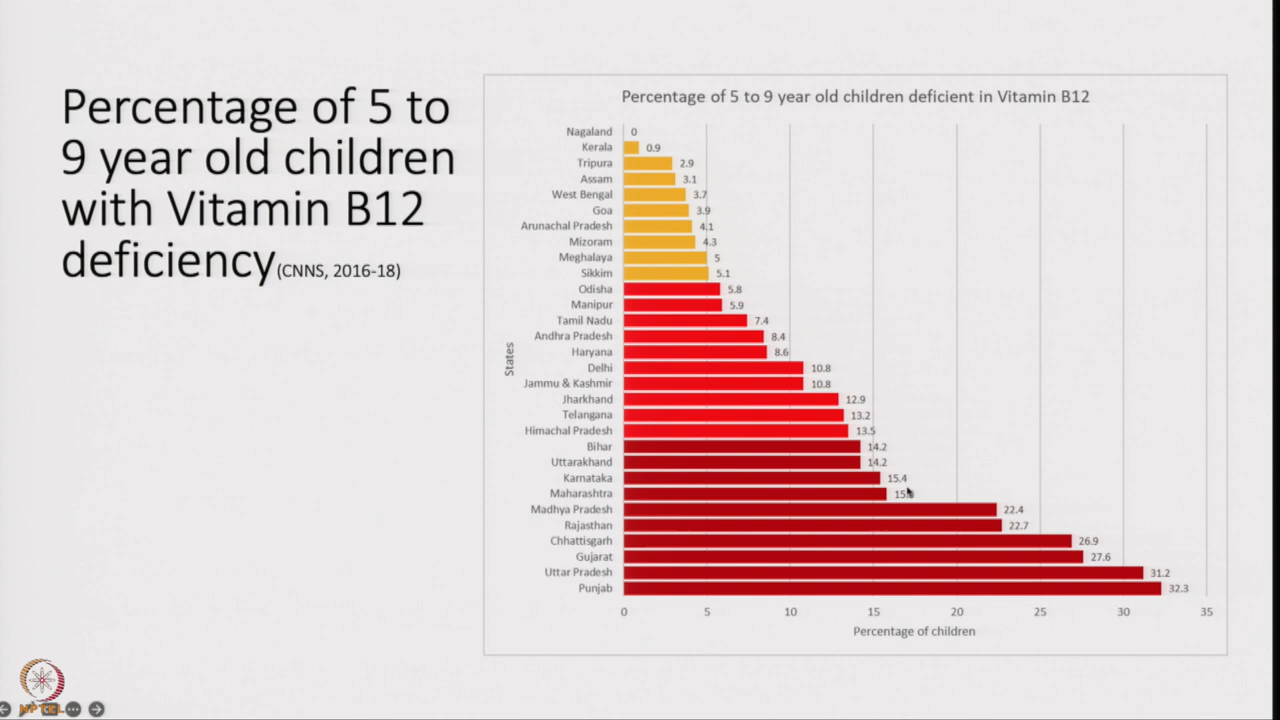 Percentage of 5 to
9 year old children
with Vitamin B12
deficiency(CNNS, 2016-18)
Percentage of 5 to 9 year old children deficient in Vitamin B12
States
Nagaland 0
Kerala 0.9
Tripura 2.9
Assam 3.1
West Bengal 3.7
Goa 3.9
Arunachal Pradesh 4.1
Mizoram 4.3
Meghalaya 5
Sikkim 5.1
Odisha 5.8
Manipur 5.9
Tamil Nadu 7.4
Andhra Pradesh 8.4
Haryana 8.6
Delhi 10.8
Jammu & Kashmir 10.8
Jharkhand 12.9
Telangana 13.2
Himachal Pradesh 13.5
Bihar 14.2
Uttarakhand 14.2
Karnataka 15.4
Maharashtra
Madhya Pradesh 22.4
Rajasthan 22.7
Chhattisgarh 26.9
Gujarat 27.6
Uttar Pradesh 31.2
Punjab 32.3
0 5 10 15 20 25 30 35
Percentage of children